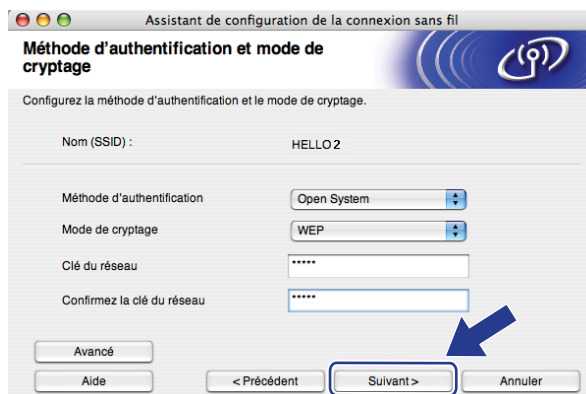 Assistant de configuration de la connexion sans fil
Méthode d'authentification et mode de
cryptage
Configurez la méthode d'authentification et le mode de cryptage.
Nom (SSID) :
HELLO2
Méthode d'authentification
Open System
Mode de cryptage
WEP
Clé du réseau
*****
Confirmez la clé du réseau
*****
Avancé
Aide
< Précédent
Suivant >
Annuler